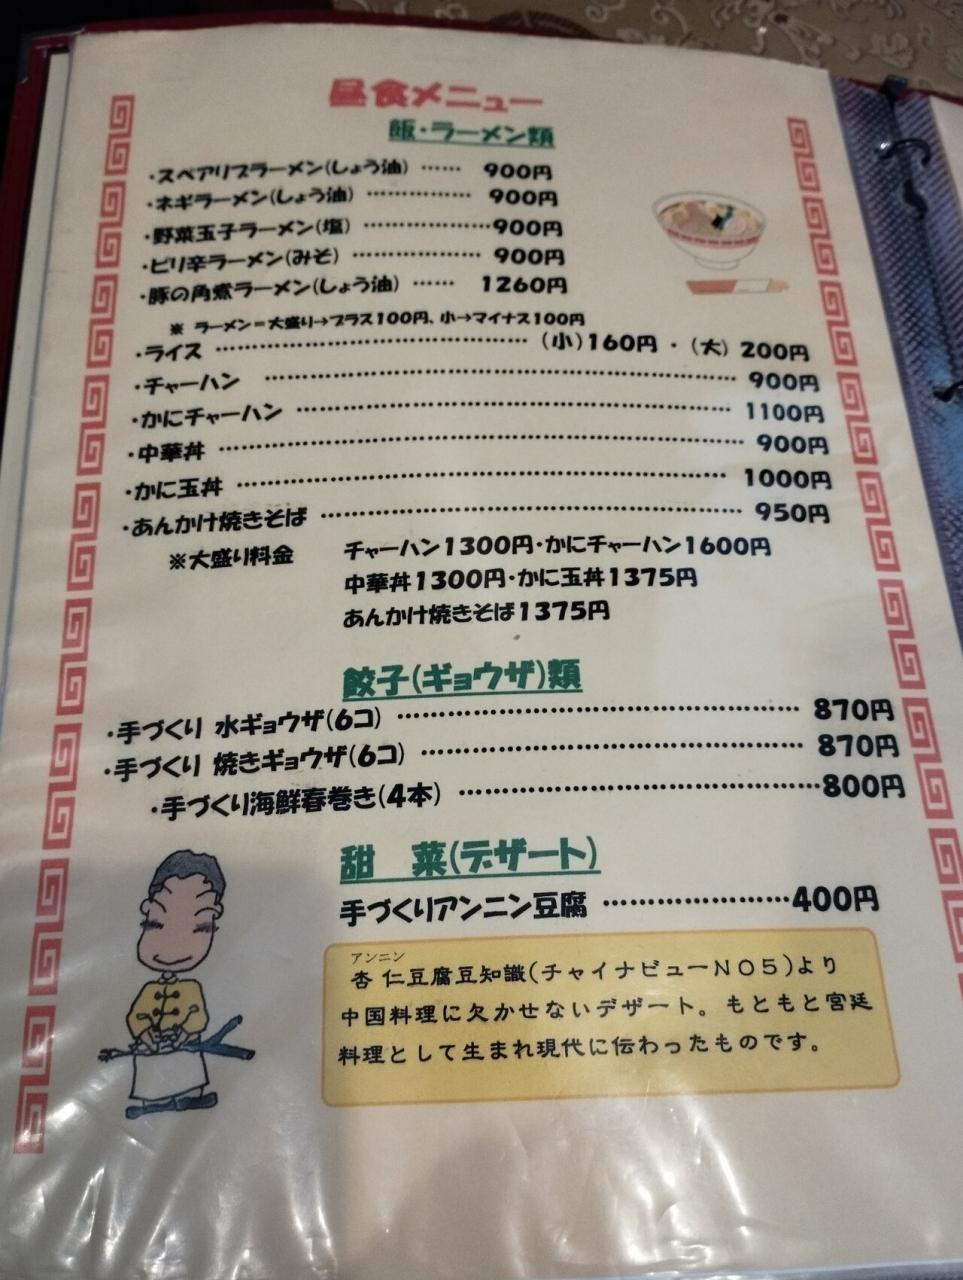 昼食メニュー
飯・ラーメン類
・スペアリブラーメン(しょう油) …… 900円
・ネギラーメン(しょう油) …………… 900円
・野菜玉子ラーメン(塩) ……………900円
・ピリ辛ラーメン(みそ) …………… 900円
・豚の角煮ラーメン(しょう油) …… 1260円
※ ラーメン=大盛り→プラス100円、小→マイナス100円
・ライス ………………………………… (小)160円 ・ (大) 200円
・チャーハン ………………………………………………… 900円
・かにチャーハン ……………………………………………… 1100円
・中華丼 ……………………………………………………… 900円
・かに玉丼 …………………………………………………… 1000円
・あんかけ焼きそば …………………………………………… 950円
※大盛り料金 チャーハン1300円・かにチャーハン1600円
中華丼1300円・かに玉丼1375円
あんかけ焼きそば1375円
餃子(ギョウザ)類
・手づくり 水ギョウザ(6コ) ………………………………… 870円
・手づくり 焼きギョウザ(6コ) ……………………………… 870円
・手づくり海鮮春巻き(4本) ………………………………800円
甜 菜(デザート)
手づくりアンニン豆腐 …………………400円
アンニン
杏仁豆腐豆知識(チャイナビューNO5)より
中国料理に欠かせないデザート。もともと宮廷
料理として生まれ現代に伝わったものです。